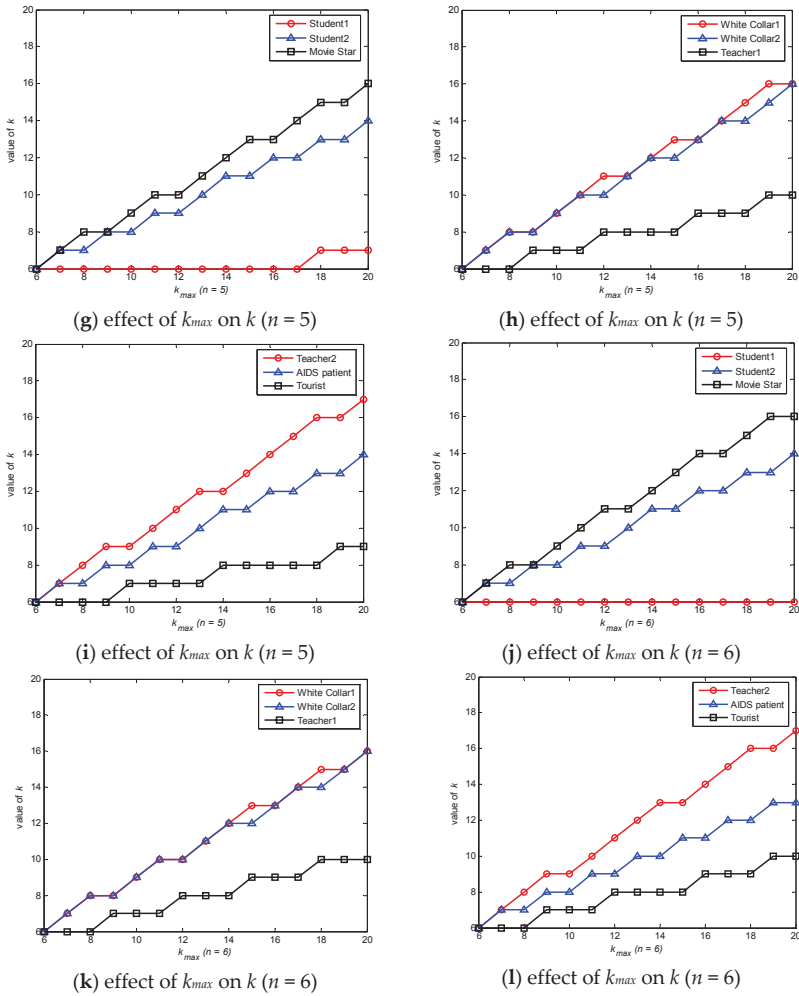 20
18
16
14
12
10
8
6
value of k
6 8 10 12 14 16 18 20
k_max (n = 5)
Student1
Student2
Movie Star
(g) effect of kmax on k (n = 5)
20
18
16
14
12
10
8
6
value of k
6 8 10 12 14 16 18 20
k_max (n = 5)
White Collar1
White Collar2
Teacher1
(h) effect of kmax on k (n = 5)
20
18
16
14
12
10
8
6
value of k
6 8 10 12 14 16 18 20
k_max (n = 5)
Teacher2
AIDS patient
Tourist
(i) effect of kmax on k (n = 5)
20
18
16
14
12
10
8
6
value of k
6 8 10 12 14 16 18 20
k_max (n = 6)
Student1
Student2
Movie Star
(j) effect of kmax on k (n = 6)
20
18
16
14
12
10
8
6
value of k
6 8 10 12 14 16 18 20
k_max (n = 6)
White Collar1
White Collar2
Teacher1
(k) effect of kmax on k (n = 6)
20
18
16
14
12
10
8
6
value of k
6 8 10 12 14 16 18 20
k_max (n = 6)
Teacher2
AIDS patient
Tourist
(l) effect of kmax on k (n = 6)